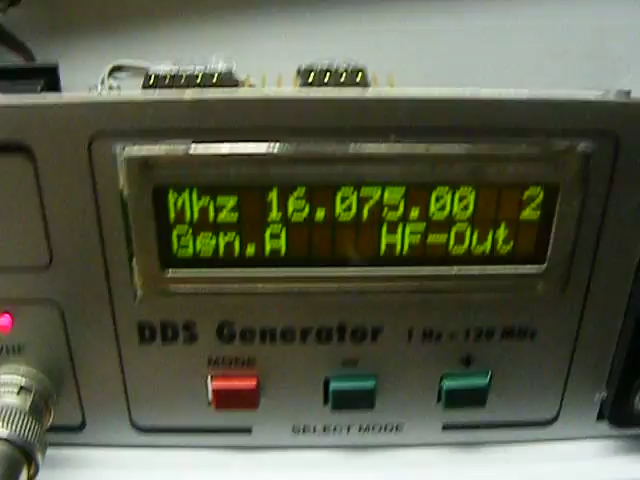 Mhz 16.075.00 2
Gen.A HF-Out
DDS Generator 1 Hz - 120 MHz
MODE - +
SELECT MODE